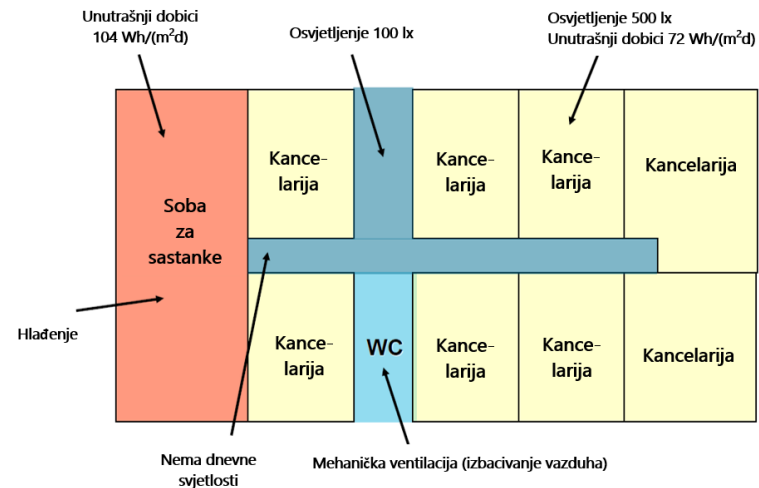 Unutrašnji dobici
104 Wh/(m²d)
Osvjetljenje 100 lx
Osvjetljenje 500 lx
Unutrašnji dobici 72 Wh/(m²d)
Soba
za
sastanke
Kance-
larija
Kance-
larija
Kance-
larija
Kancelarija
Hlađenje
Kance-
larija
WC
Kance-
larija
Kance-
larija
Kancelarija
Nema dnevne
svjetlosti
Mehanička ventilacija (izbacivanje vazduha)